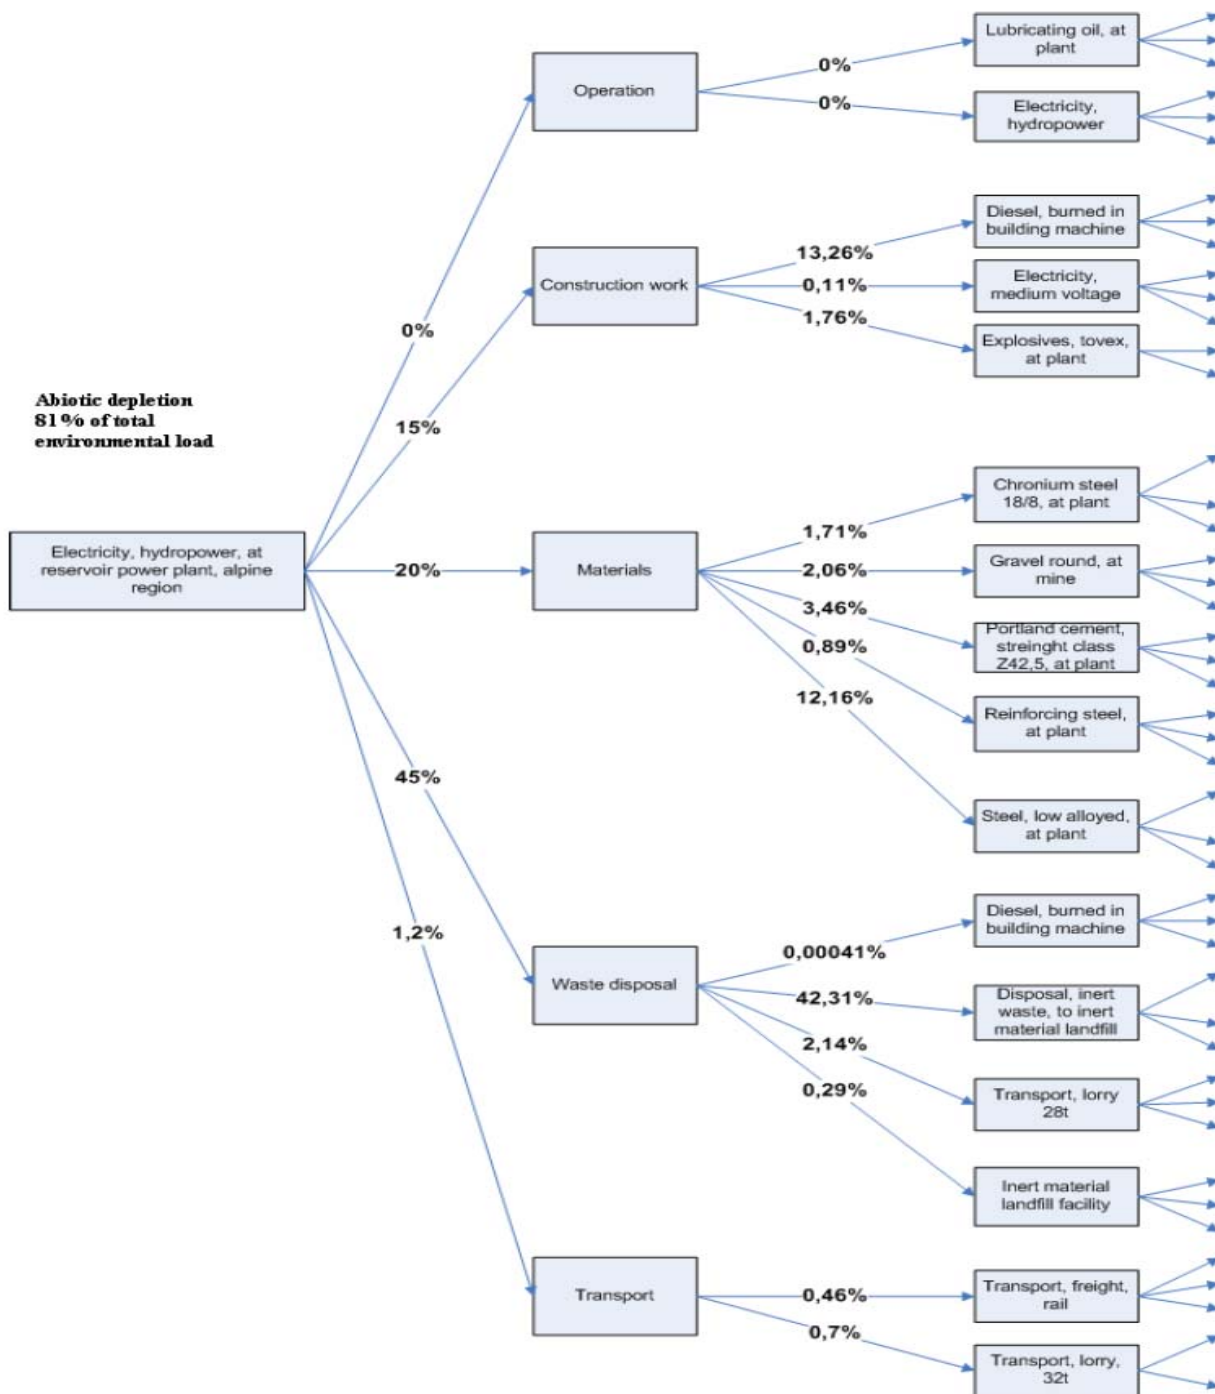 Lubricating oil, at
plant
0%
Operation
0%
Electricity,
hydropower
Diesel, burned in
building machine
13,26%
Construction work
0,11%
Electricity,
medium voltage
1,76%
Explosives, tovex,
at plant
0%
Abiotic depletion
81% of total
environmental load
15%
Chronium steel
18/8, at plant
1,71%
Electricity, hydropower, at
reservoir power plant, alpine
region
20%
Materials
2,06%
Gravel round, at
mine
3,46%
Portland cement,
streinght class
Z42,5, at plant
0,89%
12,16%
Reinforcing steel,
at plant
45%
Steel, low alloyed,
at plant
Diesel, burned in
building machine
1,2%
0,00041%
Waste disposal
42,31%
Disposal, inert
waste, to inert
material landfill
2,14%
0,29%
Transport, lorry
28t
Inert material
landfill facility
Transport
0,46%
Transport, freight,
rail
0,7%
Transport, lorry,
32t